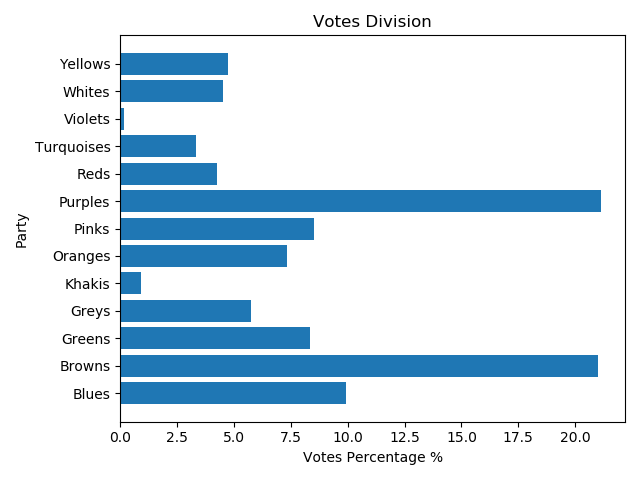 Votes Division
Yellows
Whites
Violets
Turquoises
Reds
Purples
Pinks
Oranges
Khakis
Greys
Greens
Browns
Blues
Party
0.0 2.5 5.0 7.5 10.0 12.5 15.0 17.5 20.0
Votes Percentage %